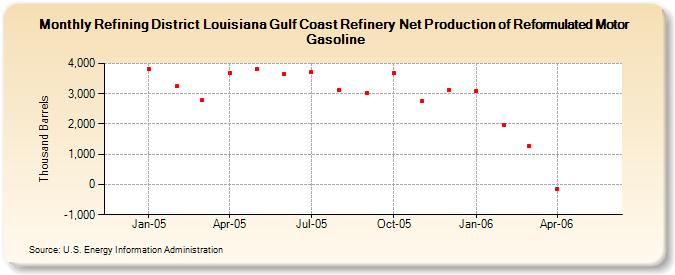 Monthly Refining District Louisiana Gulf Coast Refinery Net Production of Reformulated Motor
Gasoline
Thousand Barrels
4,000
3,000
2,000
1,000
0
-1,000
Jan-05 Apr-05 Jul-05 Oct-05 Jan-06 Apr-06
Source: U.S. Energy Information Administration